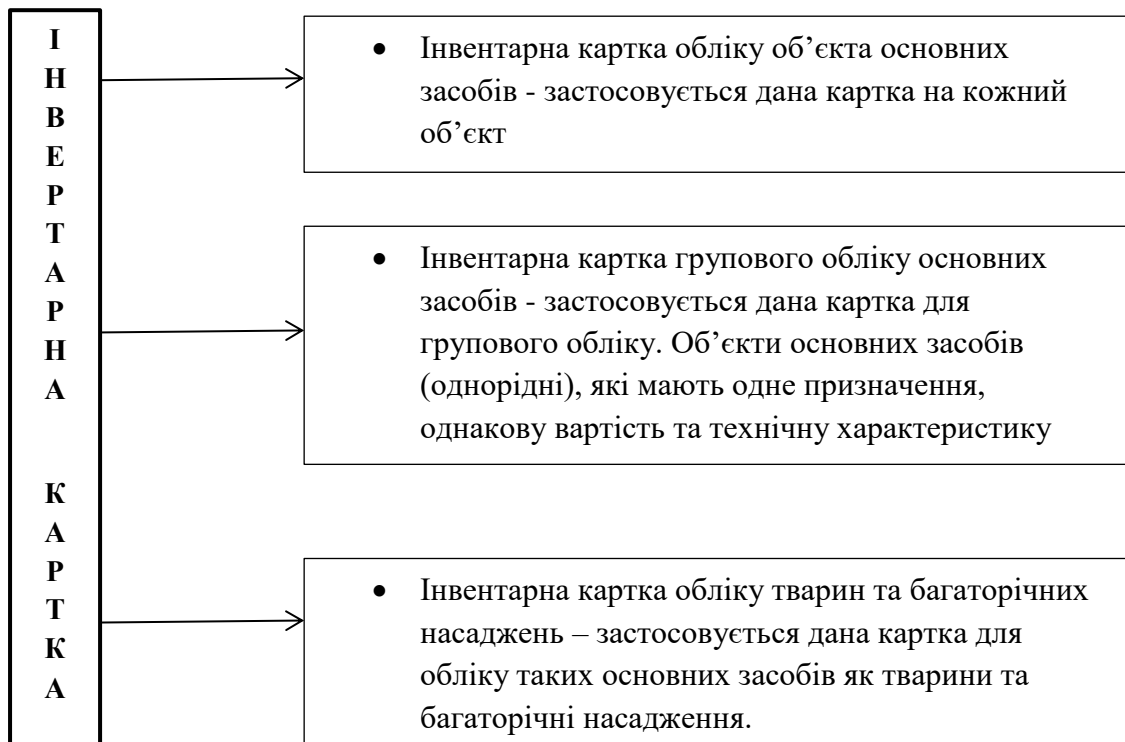 І
Н
В
Е
Р
Т
А
Р
Н
А
К
А
Р
Т
К
А
• Інвентарна картка обліку об’єкта основних
засобів - застосовується дана картка на кожний
об’єкт
• Інвентарна картка групового обліку основних
засобів - застосовується дана картка для
групового обліку. Об’єкти основних засобів
(однорідні), які мають одне призначення,
однакову вартість та технічну характеристику
• Інвентарна картка обліку тварин та багаторічних
насаджень – застосовується дана картка для
обліку таких основних засобів як тварини та
багаторічні насадження.